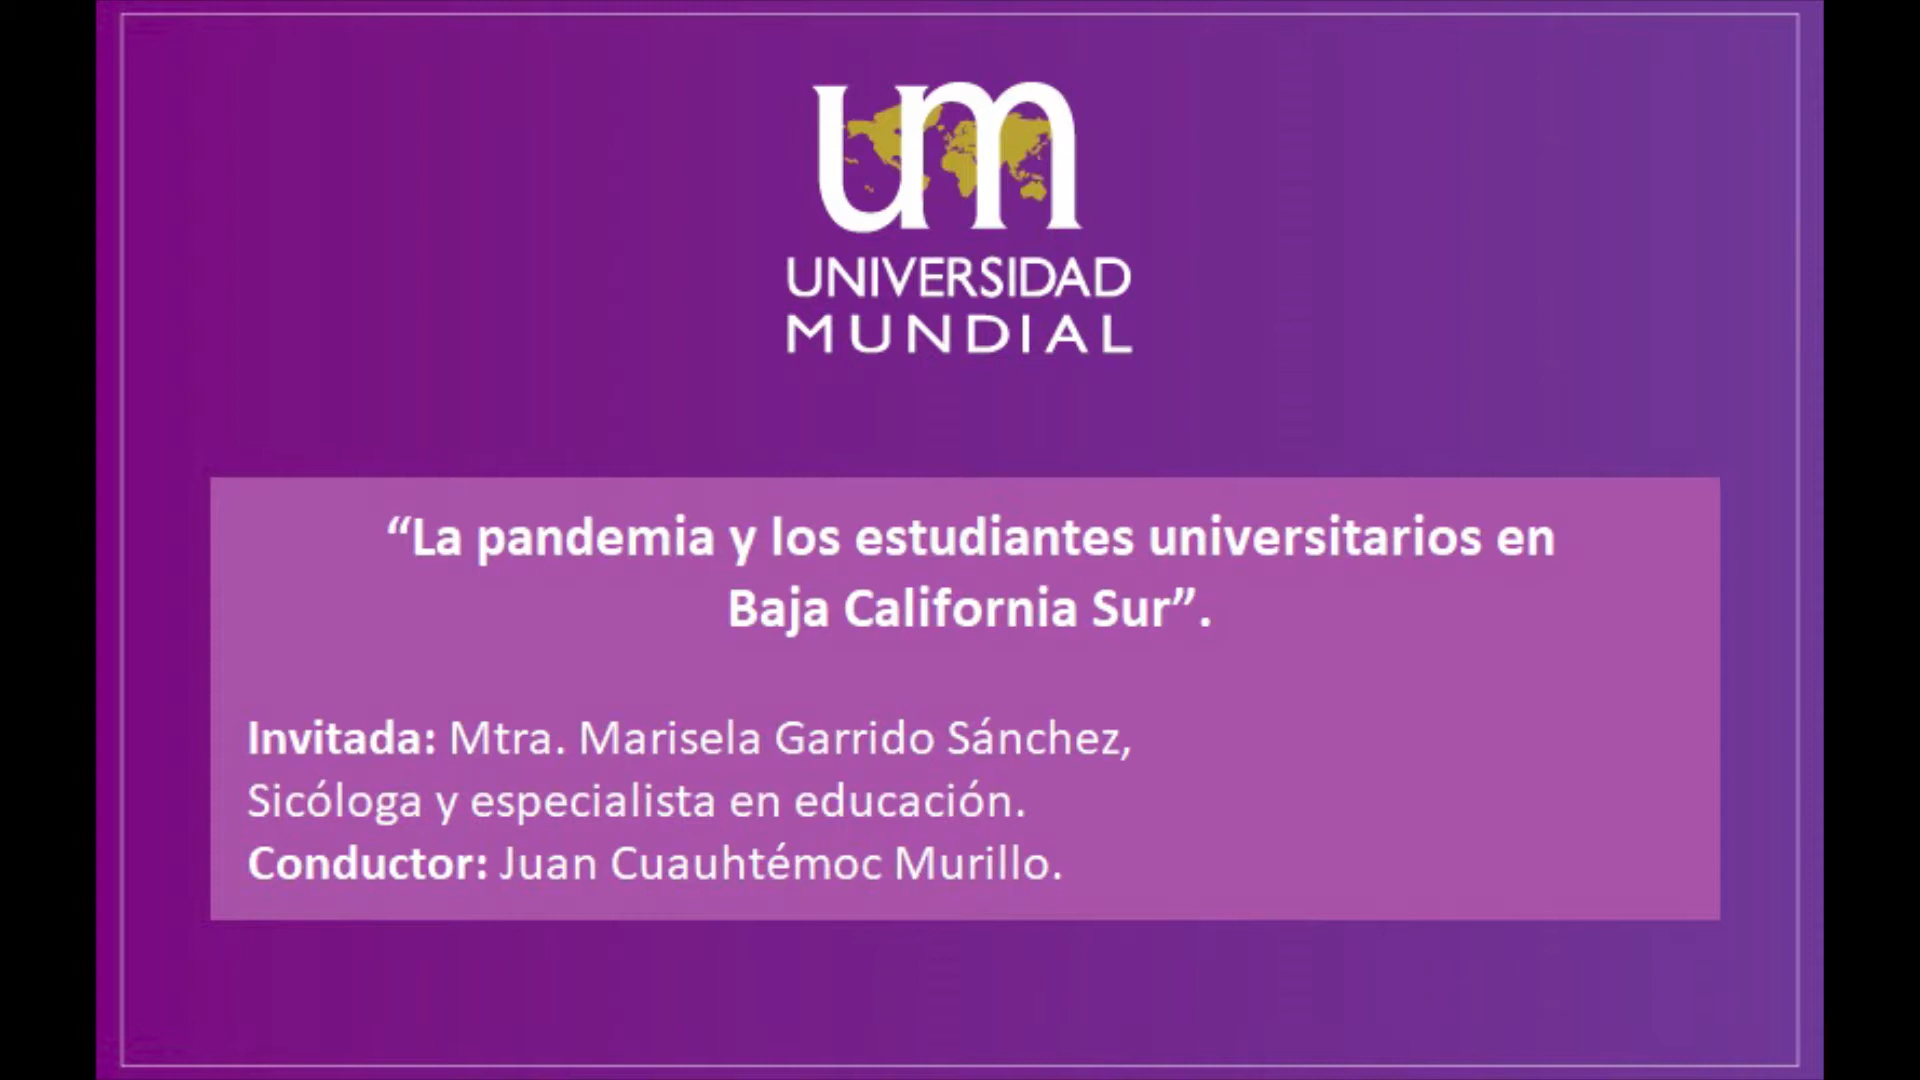 um
UNIVERSIDAD
MUNDIAL
“La pandemia y los estudiantes universitarios en
Baja California Sur”.
Invitada: Mtra. Marisela Garrido Sánchez,
Sicóloga y especialista en educación.
Conductor: Juan Cuauhtémoc Murillo.